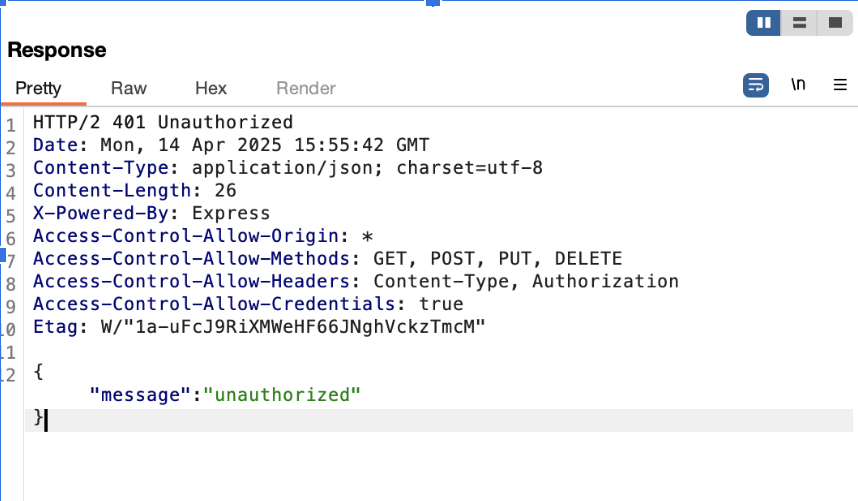 Response
Pretty Raw Hex Render \n
1 HTTP/2 401 Unauthorized
2 Date: Mon, 14 Apr 2025 15:55:42 GMT
3 Content-Type: application/json; charset=utf-8
4 Content-Length: 26
5 X-Powered-By: Express
6 Access-Control-Allow-Origin: *
7 Access-Control-Allow-Methods: GET, POST, PUT, DELETE
8 Access-Control-Allow-Headers: Content-Type, Authorization
9 Access-Control-Allow-Credentials: true
10 Etag: W/"1a-uFcJ9RiXMWeHF66JNghVckzTmcM"
11
12 {
"message":"unauthorized"
}